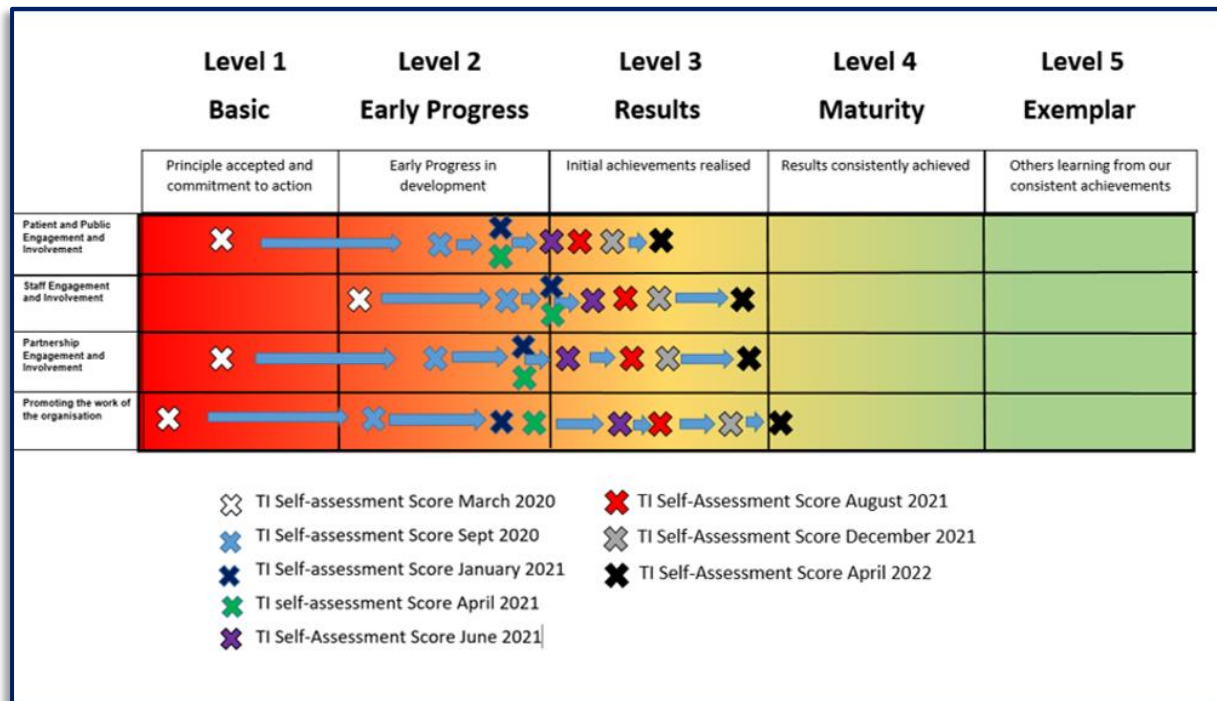 Level 1
Level 2
Level 3
Level 4
Level 5
Basic
Early Progress
Results
Maturity
Exemplar
Principle accepted and
commitment to action
Early Progress in
development
Initial achievements realised
Results consistently achieved
Others learning from our
consistent achievements
Patient and Public
Engagement and
Involvement
Staff Engagement
and Involvement
Partnership
Engagement and
Involvement
Promoting the work of
the organisation
TI Self-assessment Score March 2020
TI Self-assessment Score Sept 2020
TI Self-assessment Score January 2021
TI self-assessment Score April 2021
TI Self-Assessment Score June 2021
TI Self-Assessment Score August 2021
TI Self-Assessment Score December 2021
TI Self-Assessment Score April 2022